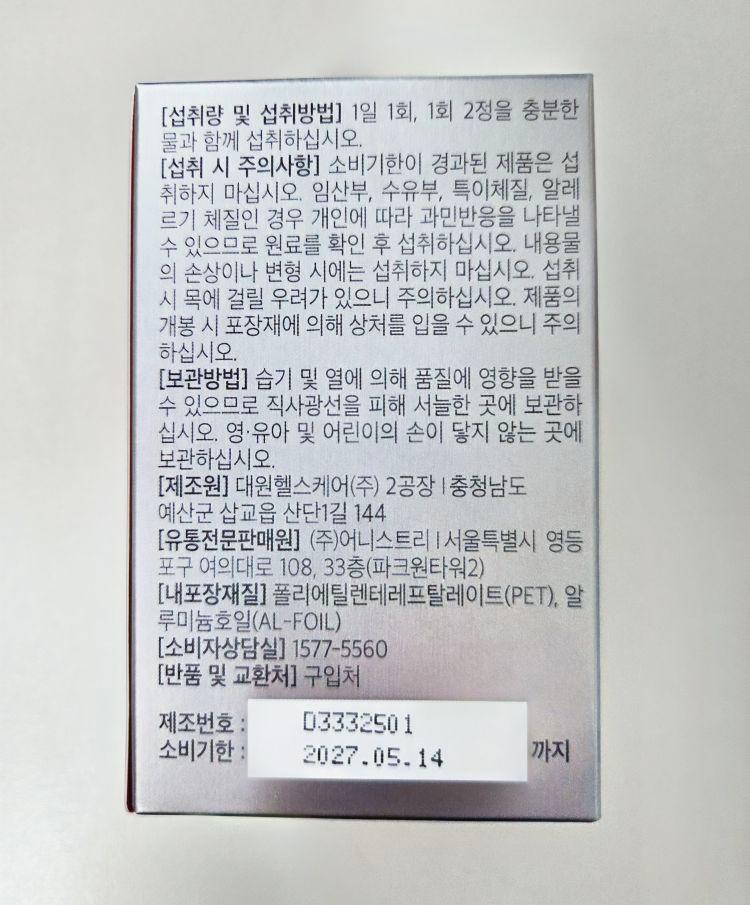 [섭취량 및 섭취방법] 1일 1회, 1회 2정을 충분한
물과 함께 섭취하십시오.
[섭취 시 주의사항] 소비기한이 경과된 제품은 섭
취하지 마십시오. 임산부, 수유부, 특이체질, 알레
르기 체질인 경우 개인에 따라 과민반응을 나타낼
수 있으므로 원료를 확인 후 섭취하십시오. 내용물
의 손상이나 변형 시에는 섭취하지 마십시오. 섭취
시 목에 걸릴 우려가 있으니 주의하십시오. 제품의
개봉 시 포장재에 의해 상처를 입을 수 있으니 주의
하십시오.
[보관방법] 습기 및 열에 의해 품질에 영향을 받을
수 있으므로 직사광선을 피해 서늘한 곳에 보관하
십시오. 영·유아 및 어린이의 손이 닿지 않는 곳에
보관하십시오.
[제조원] 대원헬스케어(주) 2공장 | 충청남도
예산군 삽교읍 산단1길 144
[유통전문판매원] (주)어니스트리 | 서울특별시 영등
포구 여의대로 108, 33층(파크원타워2)
[내포장재질] 폴리에틸렌테레프탈레이트(PET), 알
루미늄호일(AL-FOIL)
[소비자상담실] 1577-5560
[반품 및 교환처] 구입처
제조번호 : D3332501
소비기한 : 2027.05.14 까지